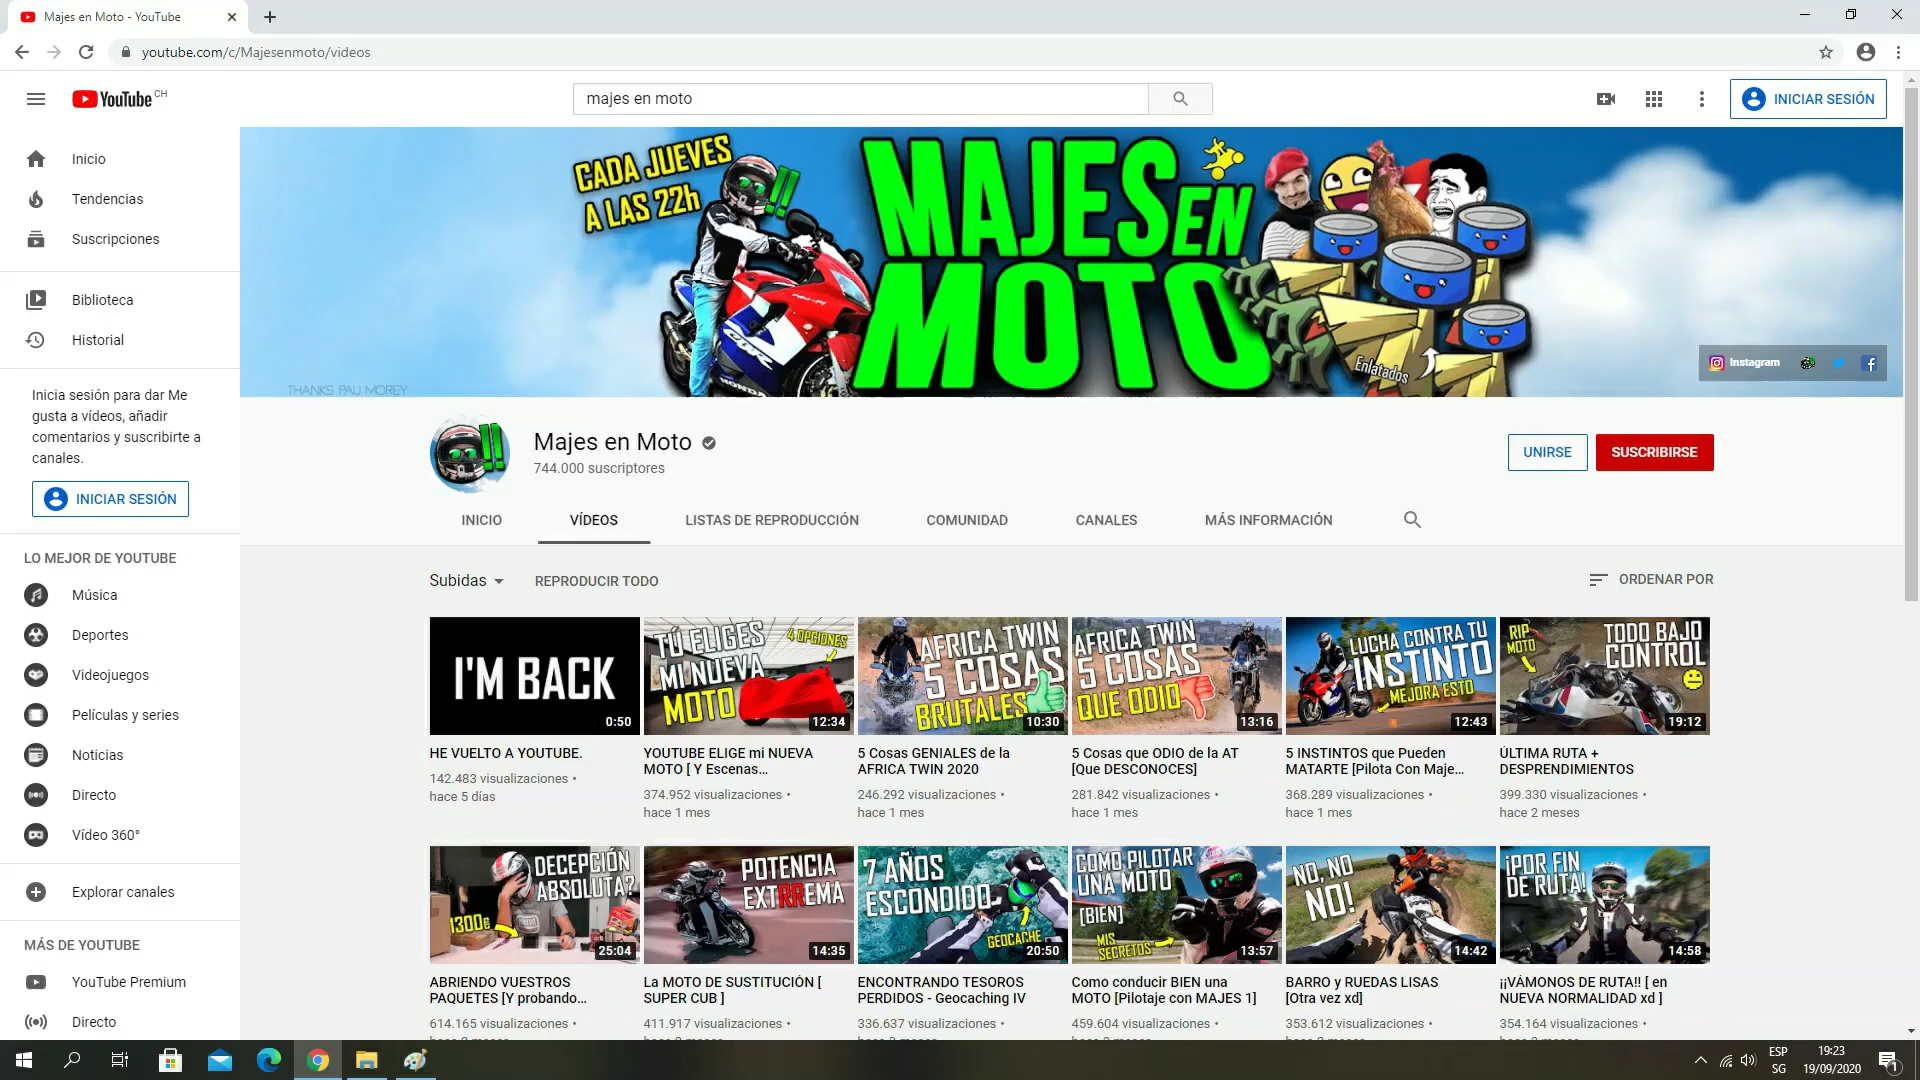 Majes en Moto - YouTube
youtube.com/c/Majesenmoto/videos
YouTube CH
majes en moto
INICIAR SESIÓN
Inicio
Tendencias
Suscripciones
Biblioteca
Historial
Inicia sesión para dar Me
gusta a vídeos, añadir
comentarios y suscribirte a
canales.
INICIAR SESIÓN
LO MEJOR DE YOUTUBE
Música
Deportes
Videojuegos
Películas y series
Noticias
Directo
Vídeo 360°
Explorar canales
MÁS DE YOUTUBE
YouTube Premium
Directo
CADA JUEVES
A LAS 22h
!!
MAJES EN
MOTO
CBR
HONDA
Enlatados
THANKS PAU MOREY
Instagram
!!
Majes en Moto
744.000 suscriptores
UNIRSE
SUSCRIBIRSE
INICIO
VÍDEOS
LISTAS DE REPRODUCCIÓN
COMUNIDAD
CANALES
MÁS INFORMACIÓN
Subidas
REPRODUCIR TODO
ORDENAR POR
I'M BACK
0:50
HE VUELTO A YOUTUBE.
142.483 visualizaciones •
hace 5 días
TÚ ELIGES
MI NUEVA
MOTO
4 OPCIONES
12:34
YOUTUBE ELIGE mi NUEVA
MOTO [ Y Escenas...
374.952 visualizaciones •
hace 1 mes
AFRICA TWIN
5 COSAS
BRUTALES
10:30
5 Cosas GENIALES de la
AFRICA TWIN 2020
246.292 visualizaciones •
hace 1 mes
AFRICA TWIN
5 COSAS
QUE ODIO
13:16
5 Cosas que ODIO de la AT
[Que DESCONOCES]
281.842 visualizaciones •
hace 1 mes
LUCHA CONTRA TU
INSTINTO
MEJORA ESTO
12:43
5 INSTINTOS que Pueden
MATARTE [Pilota Con Maje...
368.289 visualizaciones •
hace 1 mes
RIP
MOTO
TODO BAJO
CONTROL
19:12
ÚLTIMA RUTA +
DESPRENDIMIENTOS
399.330 visualizaciones •
hace 2 meses
DECEPCIÓN
ABSOLUTA?
1300€
25:04
ABRIENDO VUESTROS
PAQUETES [Y probando...
614.165 visualizaciones •
POTENCIA
EXTRREMA
14:35
La MOTO DE SUSTITUCIÓN [
SUPER CUB ]
411.917 visualizaciones •
7 AÑOS
ESCONDIDO
GEOCACHE
20:50
ENCONTRANDO TESOROS
PERDIDOS - Geocaching IV
336.637 visualizaciones •
COMO PILOTAR
UNA MOTO
[BIEN]
MIS
SECRETOS
13:57
Como conducir BIEN una
MOTO [Pilotaje con MAJES 1]
459.604 visualizaciones •
NO, NO
NO!
14:42
BARRO y RUEDAS LISAS
[Otra vez xd]
353.612 visualizaciones •
¡POR FIN
DE RUTA!
14:58
¡¡VÁMONOS DE RUTA!! [ en
NUEVA NORMALIDAD xd ]
354.164 visualizaciones •
ESP
SG
19:23
19/09/2020
1